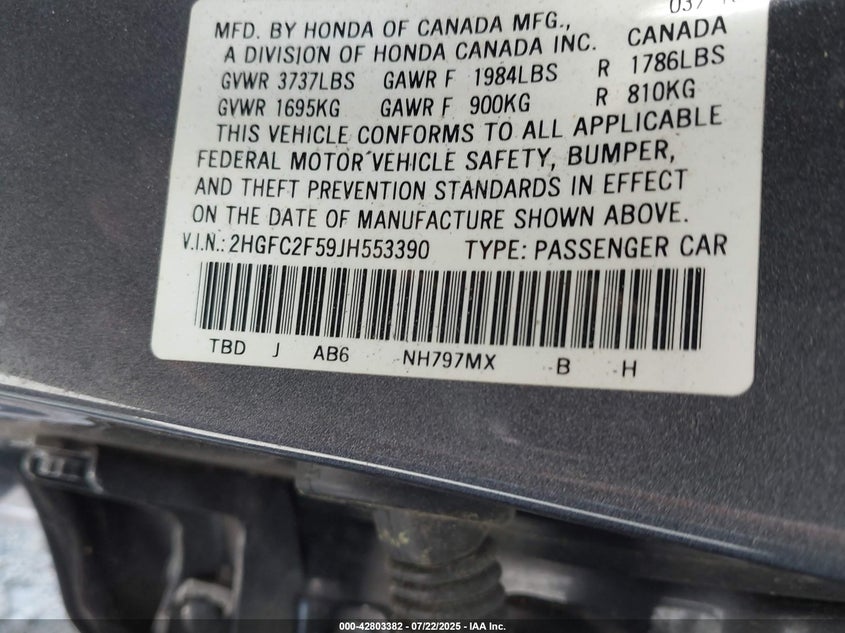 MFD. BY HONDA OF CANADA MFG.,
A DIVISION OF HONDA CANADA INC. CANADA
GVWR 3737LBS GAWR F 1984LBS R 1786LBS
GVWR 1695KG GAWR F 900KG R 810KG
THIS VEHICLE CONFORMS TO ALL APPLICABLE
FEDERAL MOTOR VEHICLE SAFETY, BUMPER,
AND THEFT PREVENTION STANDARDS IN EFFECT
ON THE DATE OF MANUFACTURE SHOWN ABOVE.
V.I.N.: 2HGFC2F59JH553390 TYPE: PASSENGER CAR
TBD J AB6 NH797MX B H
000-42803382 | 07/22/2025 | IAA Inc.